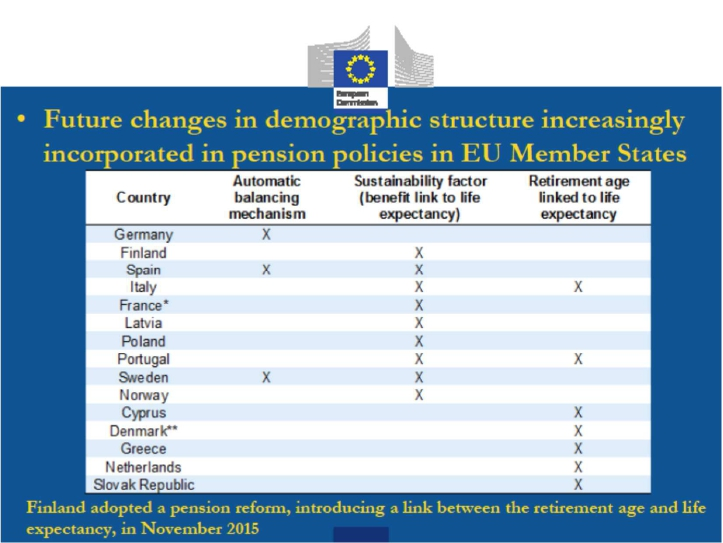 European
Commission
• Future changes in demographic structure increasingly
incorporated in pension policies in EU Member States
Country Automatic balancing mechanism Sustainability factor (benefit link to life expectancy) Retirement age linked to life expectancy
Germany X
Finland X
Spain X X
Italy X X
France* X
Latvia X
Poland X
Portugal X X
Sweden X X
Norway X
Cyprus X
Denmark** X
Greece X
Netherlands X
Slovak Republic X
Finland adopted a pension reform, introducing a link between the retirement age and life
expectancy, in November 2015